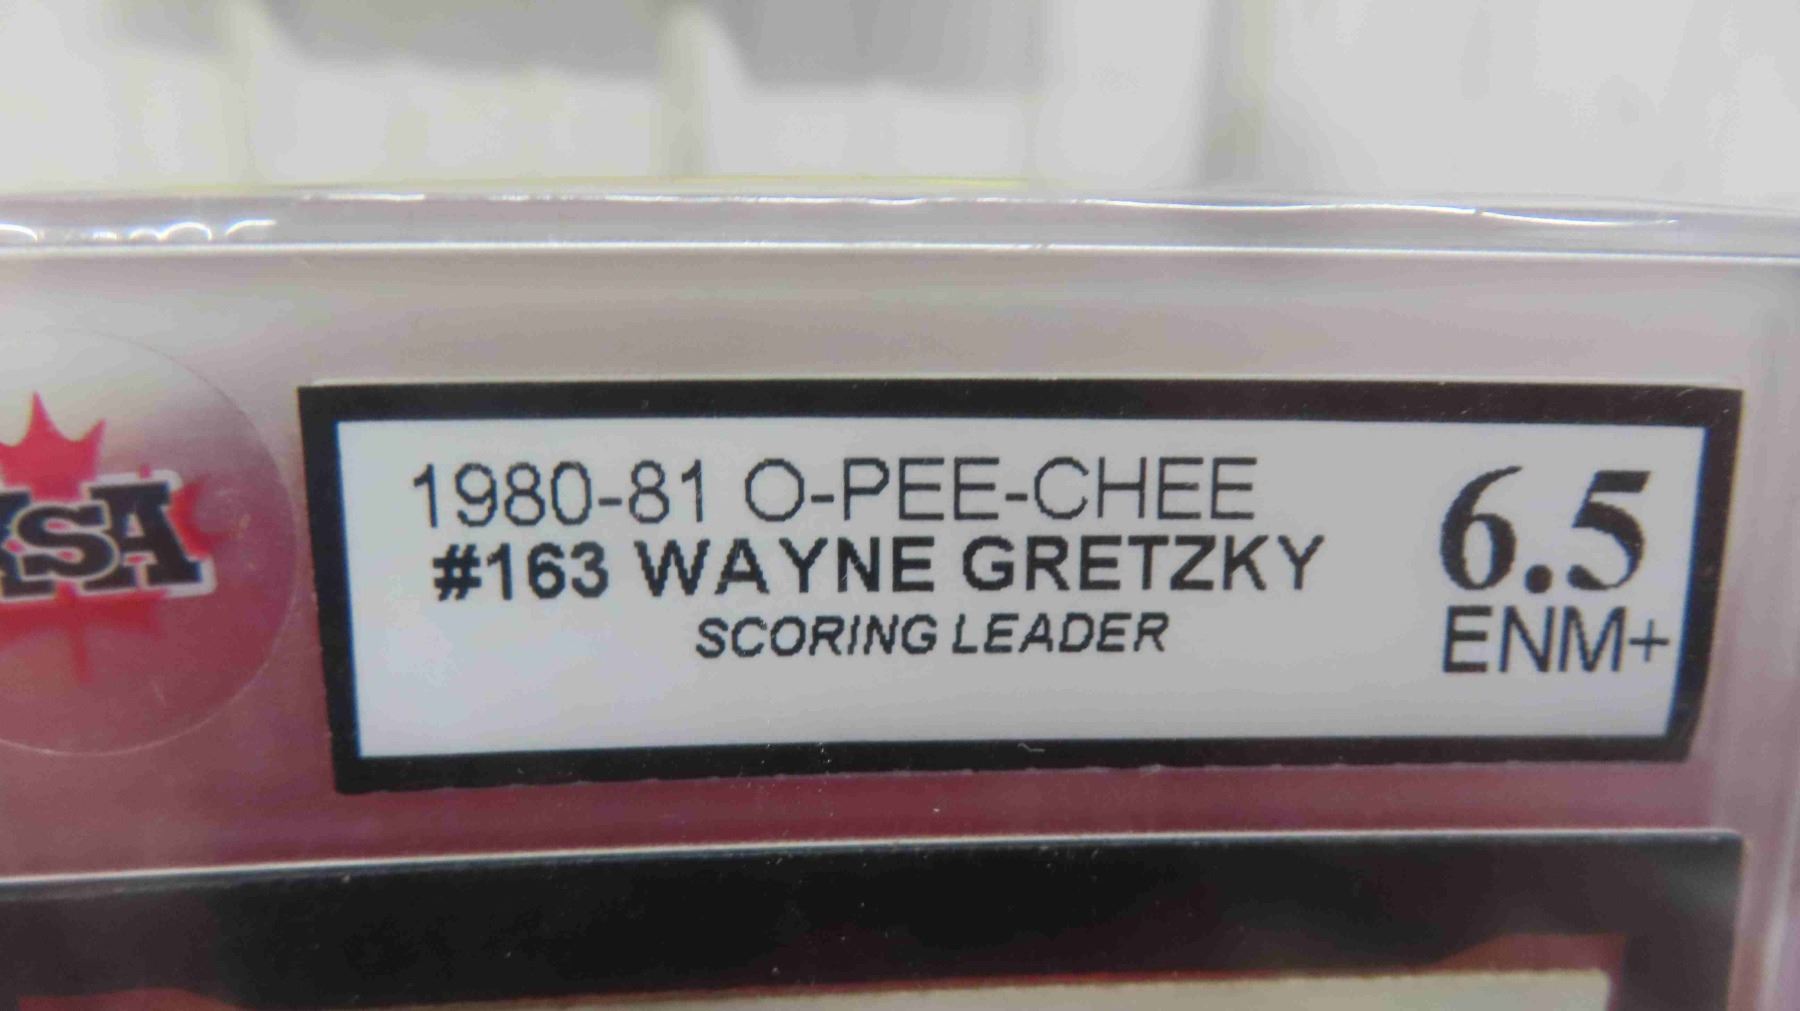 KSA
1980-81 O-PEE-CHEE
#163 WAYNE GRETZKY
SCORING LEADER
6.5
ENM+